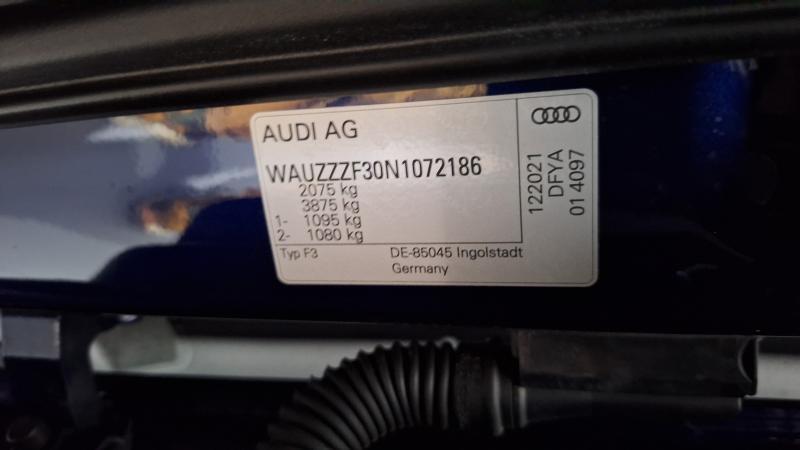 AUDI AG
WAUZZZF30N1072186
2075 kg
3875 kg
1- 1095 kg
2- 1080 kg
Typ F3 DE-85045 Ingolstadt
Germany
122021
DFYA
01 4097